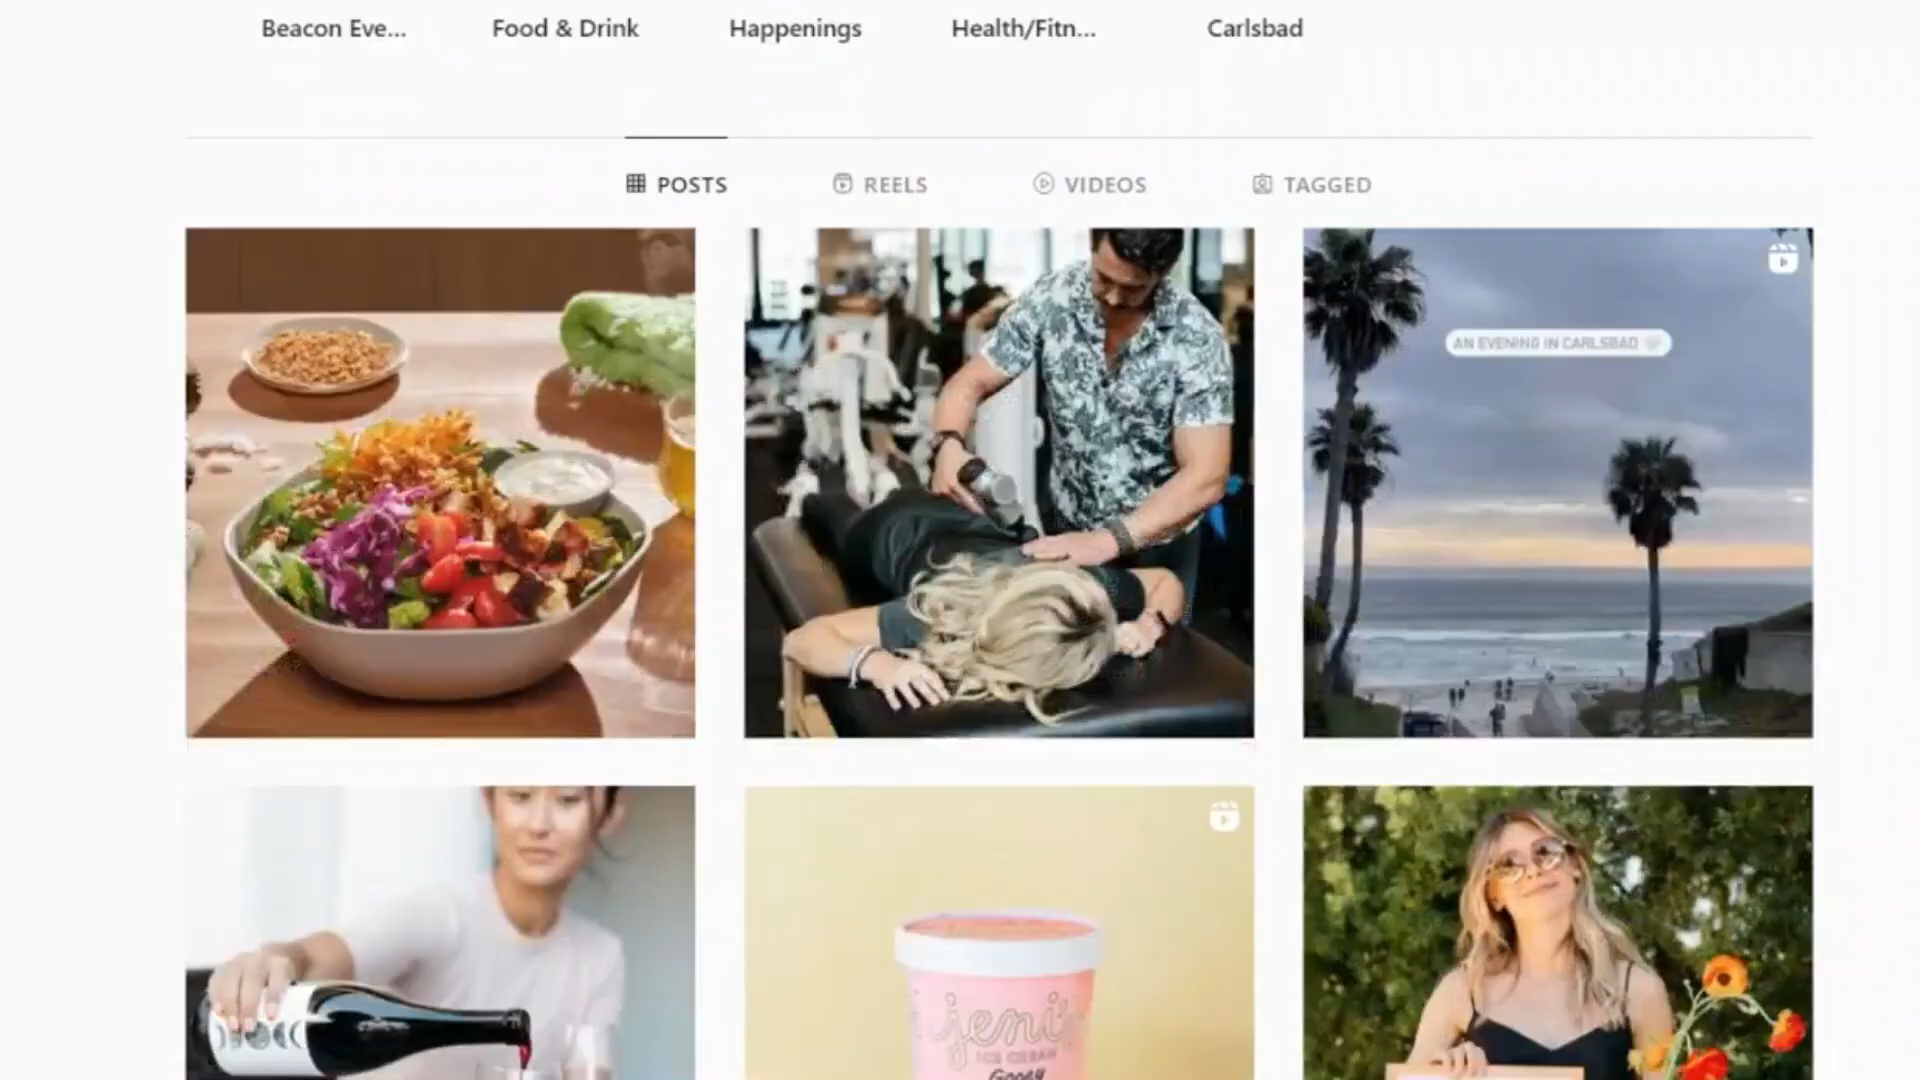 Beacon Eve...
Food & Drink
Happenings
Health/Fitn...
Carlsbad
POSTS
REELS
VIDEOS
TAGGED
AN EVENING IN CARLSBAD
jeni's
ICE CREAM
Gooey